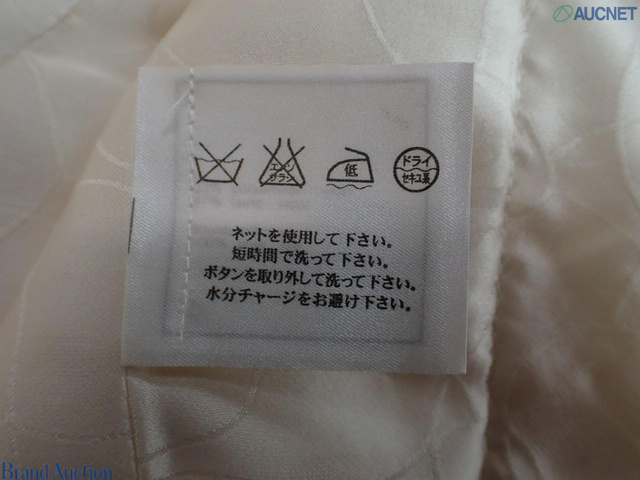 AUCNET
エンソ
サラシ
低
ドライ
セキユ系
ネットを使用して下さい。
短時間で洗って下さい。
ボタンを取り外して洗って下さい。
水分チャージをお避け下さい。
Brand Auction